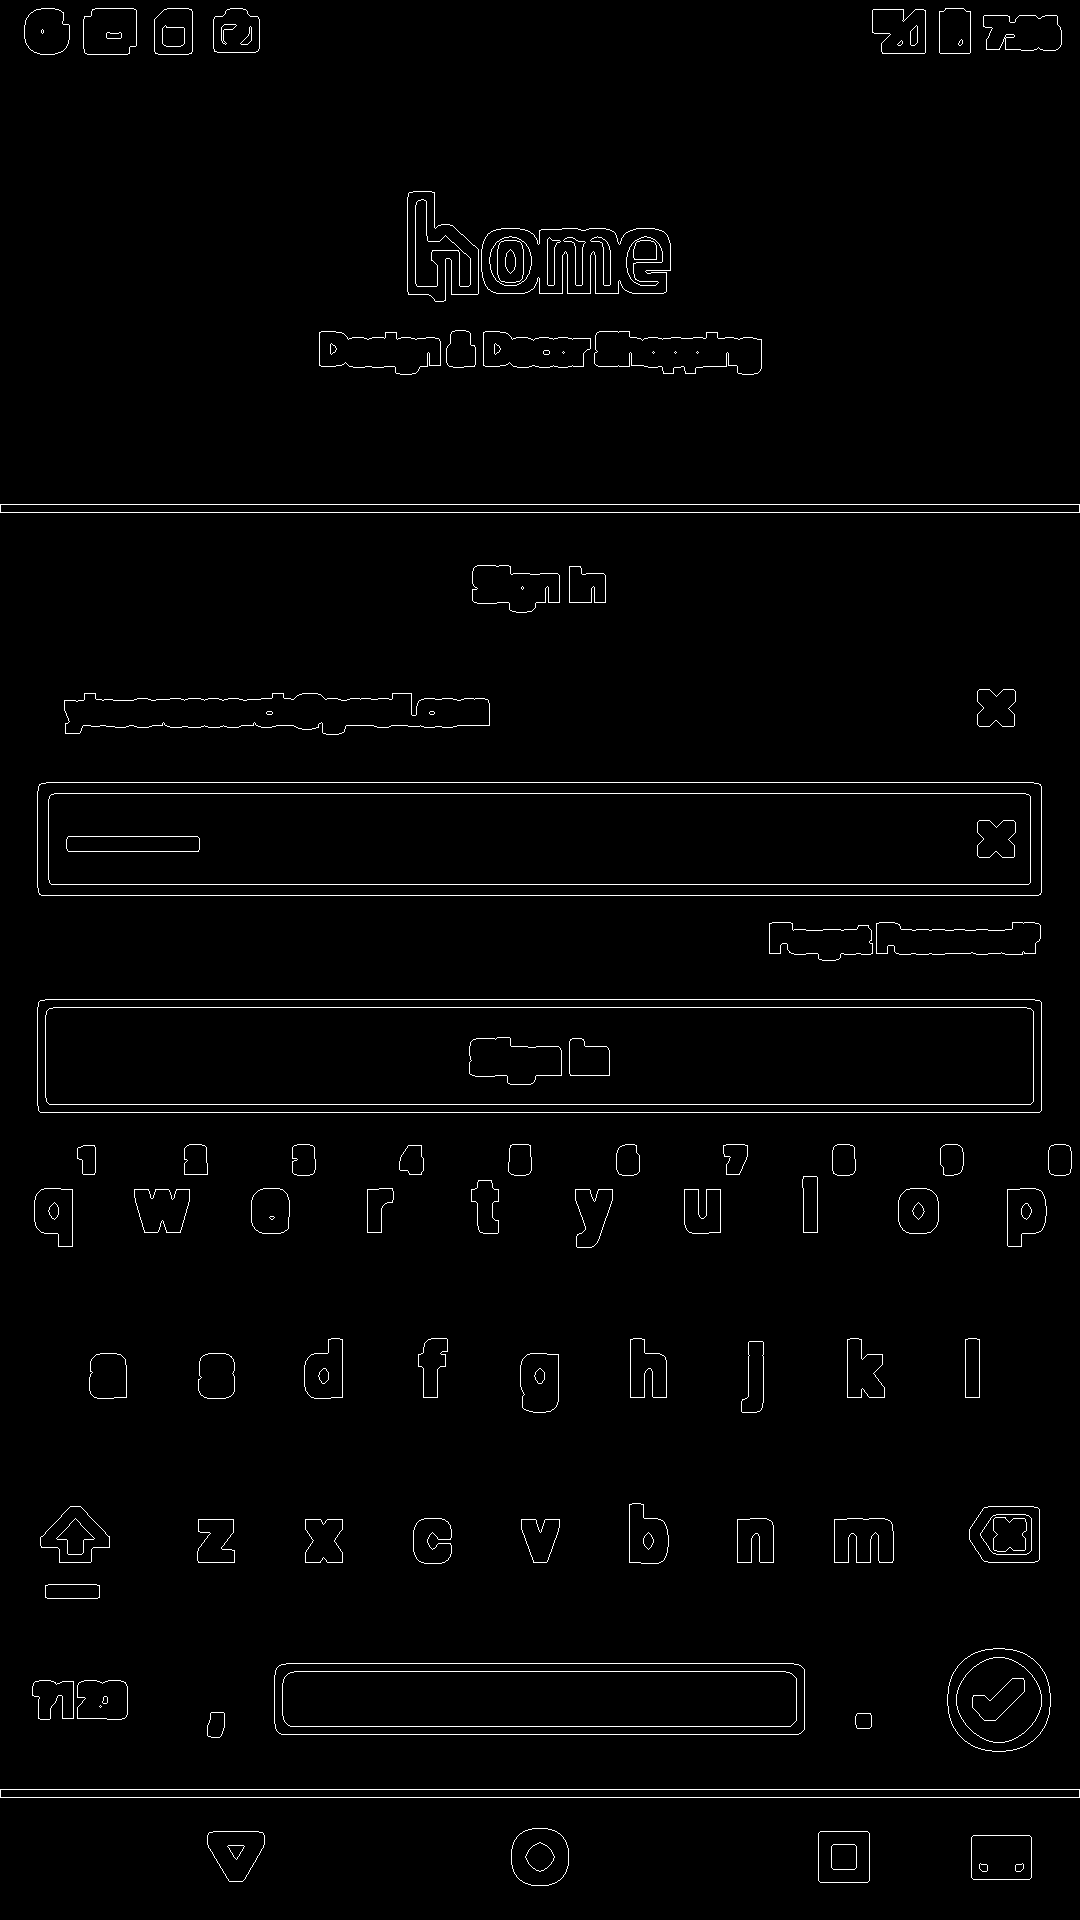 home
Design & Decor Shopping
Sign in
Forgot Password?
Sign In
1 2 3 4 5 6 7 8 9 0
q w e r t y u l o p
a s d f g h j k l
z x c v b n m
?123 , .